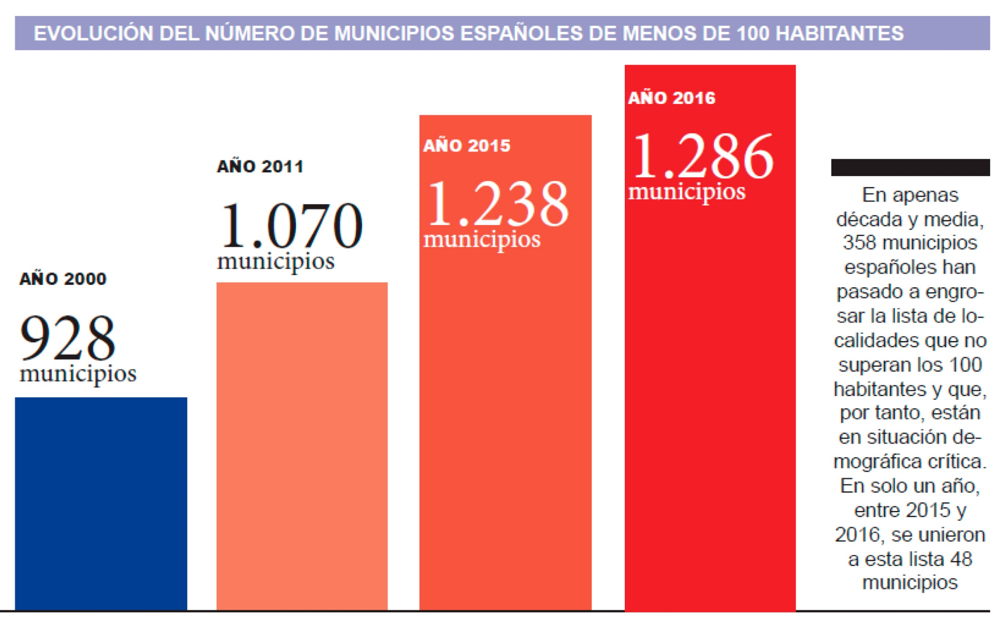 EVOLUCIÓN DEL NÚMERO DE MUNICIPIOS ESPAÑOLES DE MENOS DE 100 HABITANTES
AÑO 2000
928
municipios
AÑO 2011
1.070
municipios
AÑO 2015
1.238
municipios
AÑO 2016
1.286
municipios
En apenas
década y media,
358 municipios
españoles han
pasado a engro-
sar la lista de lo-
calidades que no
superan los 100
habitantes y que,
por tanto, están
en situación de-
mográfica crítica.
En solo un año,
entre 2015 y
2016, se unieron
a esta lista 48
municipios